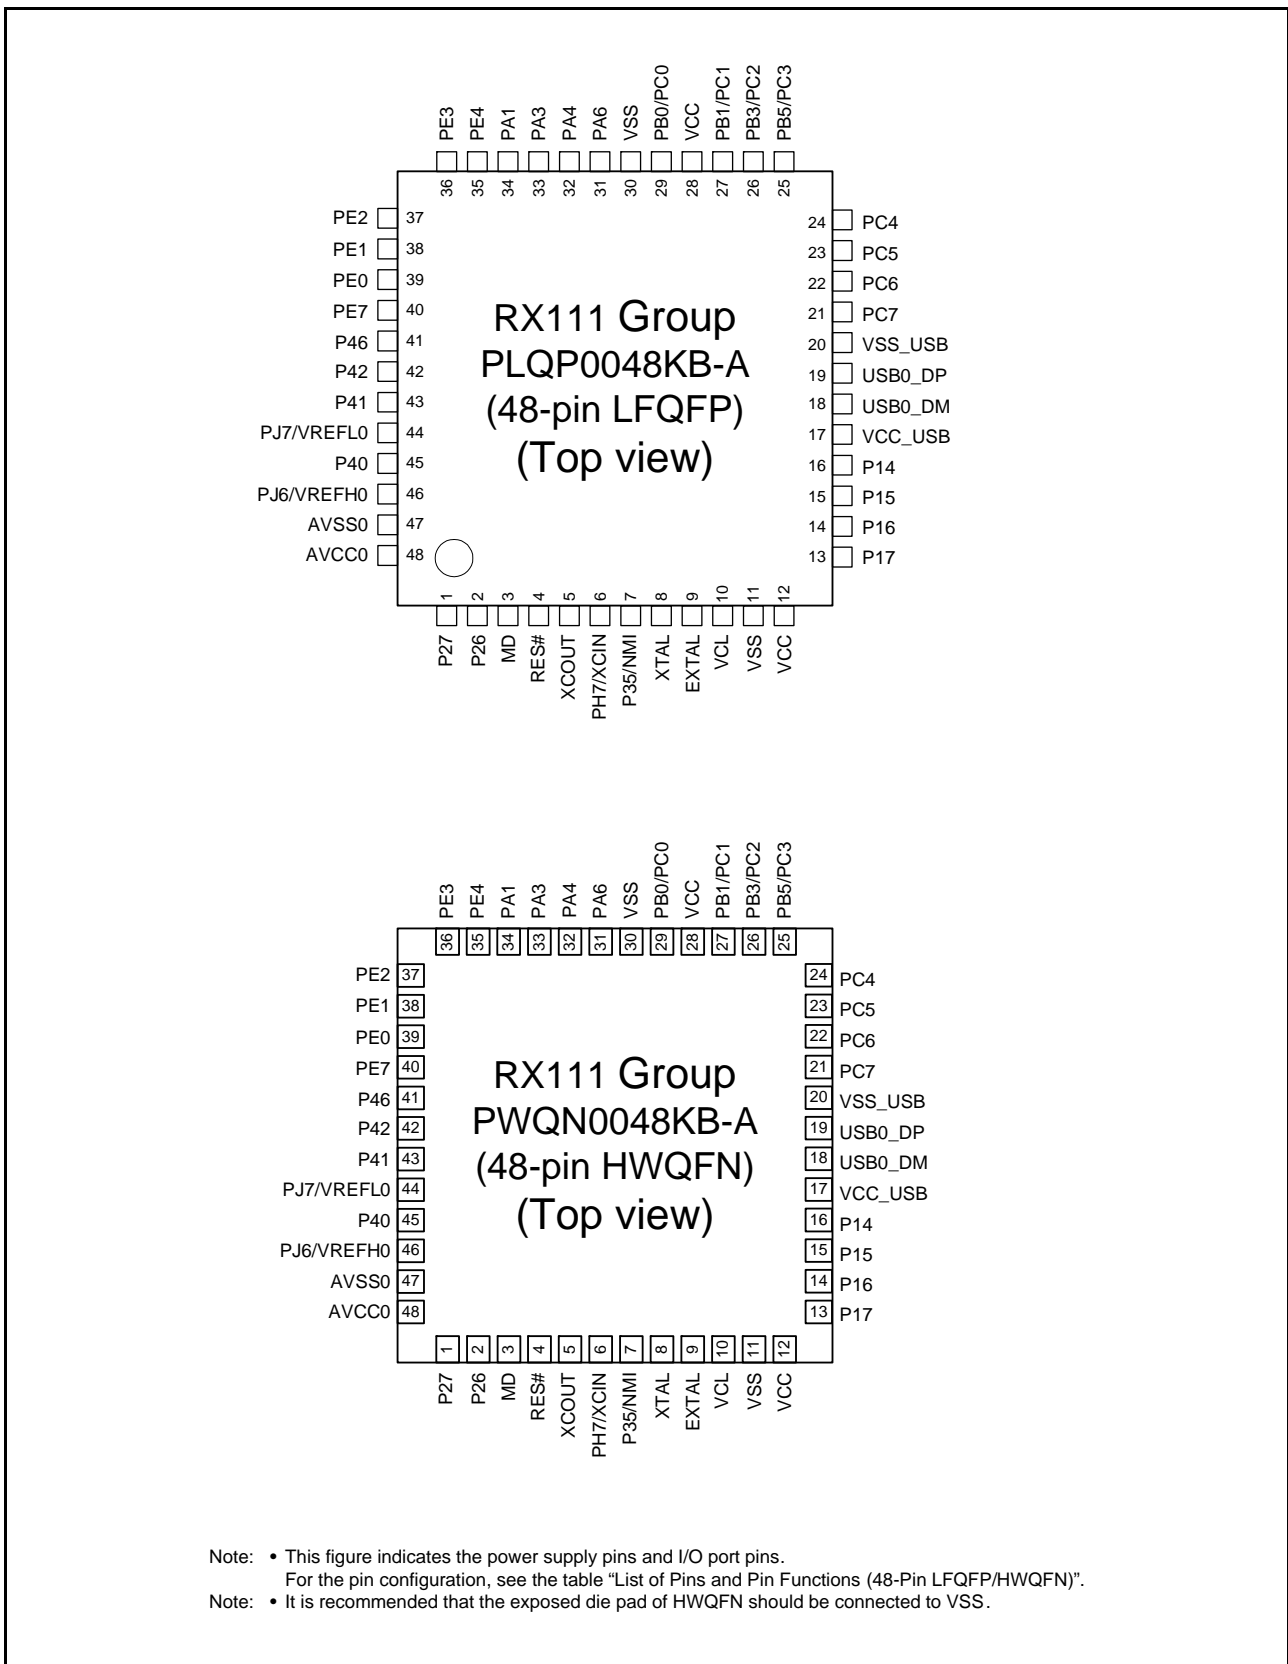 PE3
PE4
PA1
PA3
PA4
PA6
VSS
PB0/PC0
VCC
PB1/PC1
PB3/PC2
PB5/PC3
36
35
34
33
32
31
30
29
28
27
26
25
PE2 37
PE1 38
PE0 39
PE7 40
P46 41
P42 42
P41 43
PJ7/VREFL0 44
P40 45
PJ6/VREFH0 46
AVSS0 47
AVCC0 48
RX111 Group
PLQP0048KB-A
(48-pin LFQFP)
(Top view)
24 PC4
23 PC5
22 PC6
21 PC7
20 VSS_USB
19 USB0_DP
18 USB0_DM
17 VCC_USB
16 P14
15 P15
14 P16
13 P17
1
2
3
4
5
6
7
8
9
10
11
12
P27
P26
MD
RES#
XCOUT
PH7/XCIN
P35/NMI
XTAL
EXTAL
VCL
VSS
VCC
PE3
PE4
PA1
PA3
PA4
PA6
VSS
PB0/PC0
VCC
PB1/PC1
PB3/PC2
PB5/PC3
36
35
34
33
32
31
30
29
28
27
26
25
PE2 37
PE1 38
PE0 39
PE7 40
P46 41
P42 42
P41 43
PJ7/VREFL0 44
P40 45
PJ6/VREFH0 46
AVSS0 47
AVCC0 48
RX111 Group
PWQN0048KB-A
(48-pin HWQFN)
(Top view)
24 PC4
23 PC5
22 PC6
21 PC7
20 VSS_USB
19 USB0_DP
18 USB0_DM
17 VCC_USB
16 P14
15 P15
14 P16
13 P17
1
2
3
4
5
6
7
8
9
10
11
12
P27
P26
MD
RES#
XCOUT
PH7/XCIN
P35/NMI
XTAL
EXTAL
VCL
VSS
VCC
Note: • This figure indicates the power supply pins and I/O port pins.
For the pin configuration, see the table “List of Pins and Pin Functions (48-Pin LFQFP/HWQFN)”.
Note: • It is recommended that the exposed die pad of HWQFN should be connected to VSS.